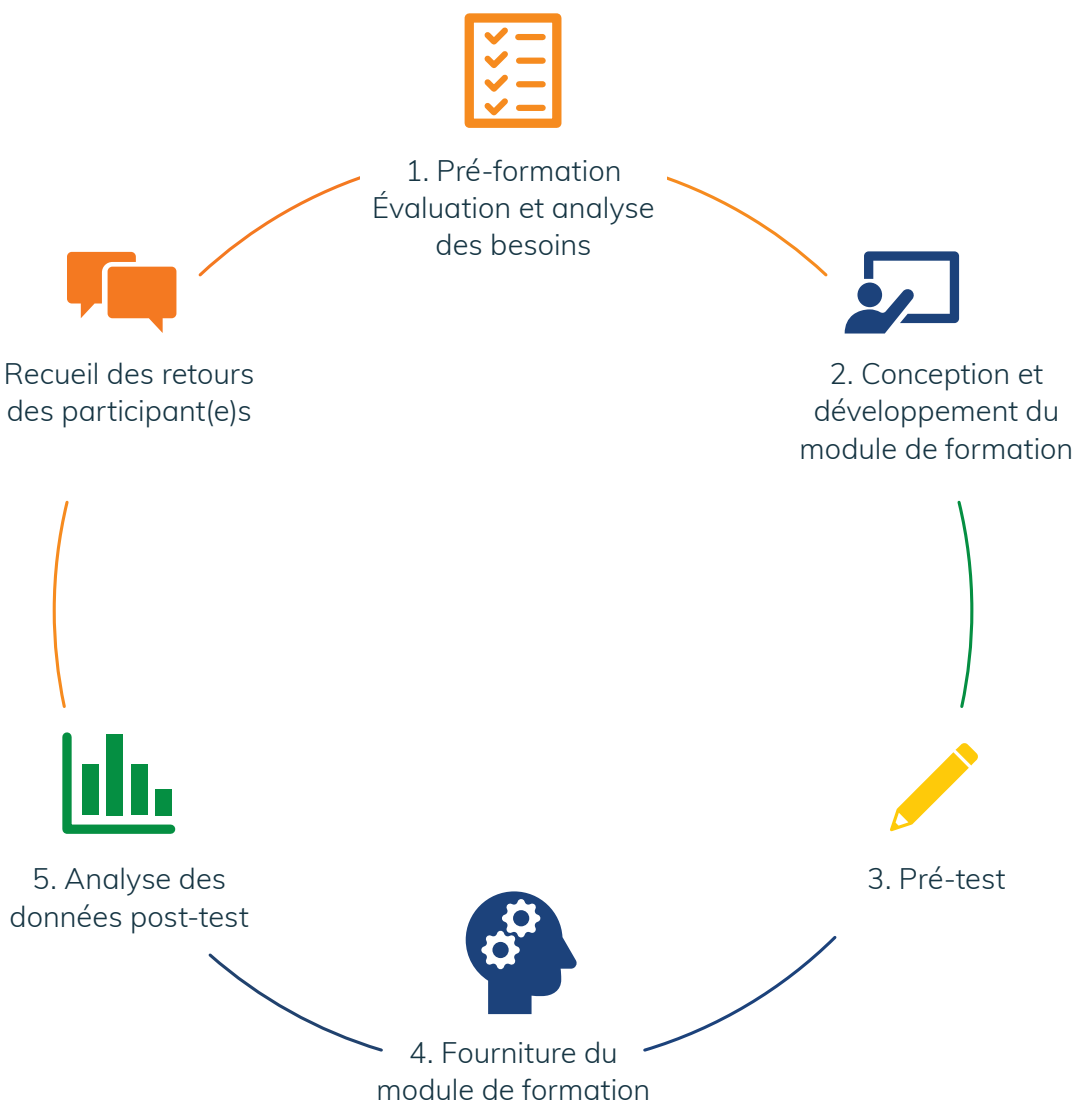 1. Pré-formation
Évaluation et analyse
des besoins
2. Conception et
développement du
module de formation
3. Pré-test
4. Fourniture du
module de formation
5. Analyse des
données post-test
Recueil des retours
des participant(e)s